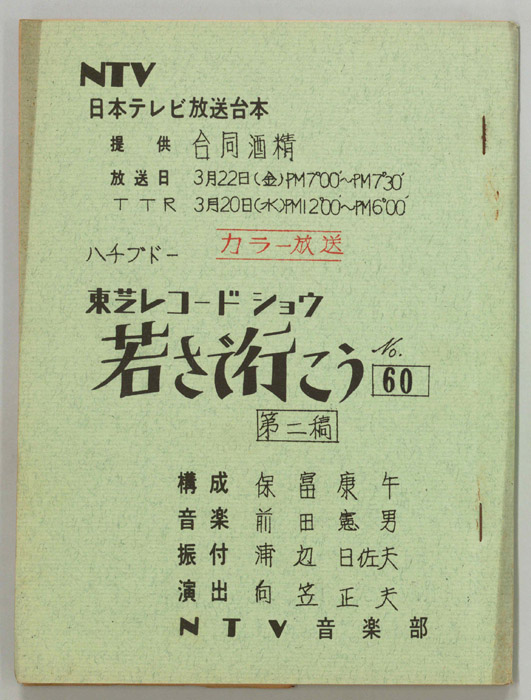 NTV
日本テレビ放送台本
提供 合同酒精
放送日 3月22日(金)PM7°00′~PM7°30′
TTR 3月20日(水)PM12°00′~PM6°00′
ハチブドー カラー放送
東芝レコードショウ
若さで行こう No. 60
第二稿
構成 保富康午
音楽 前田憲男
振付 浦辺日佐夫
演出 向笠正夫
NTV音楽部